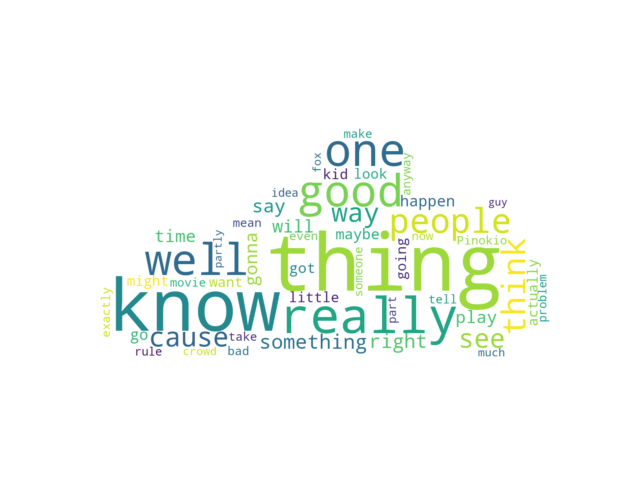 make
one
fox
anyway
kid
look
idea
good
happen
guy
say
way
people
mean
will
maybe
time
partly
even
now
Pinokio
well
gonna
thing
going
think
someone
got
actually
might
movie
want
know
little
really
part
tell
problem
exactly
play
go
cause
take
something
right
see
rule
crowd
bad
much